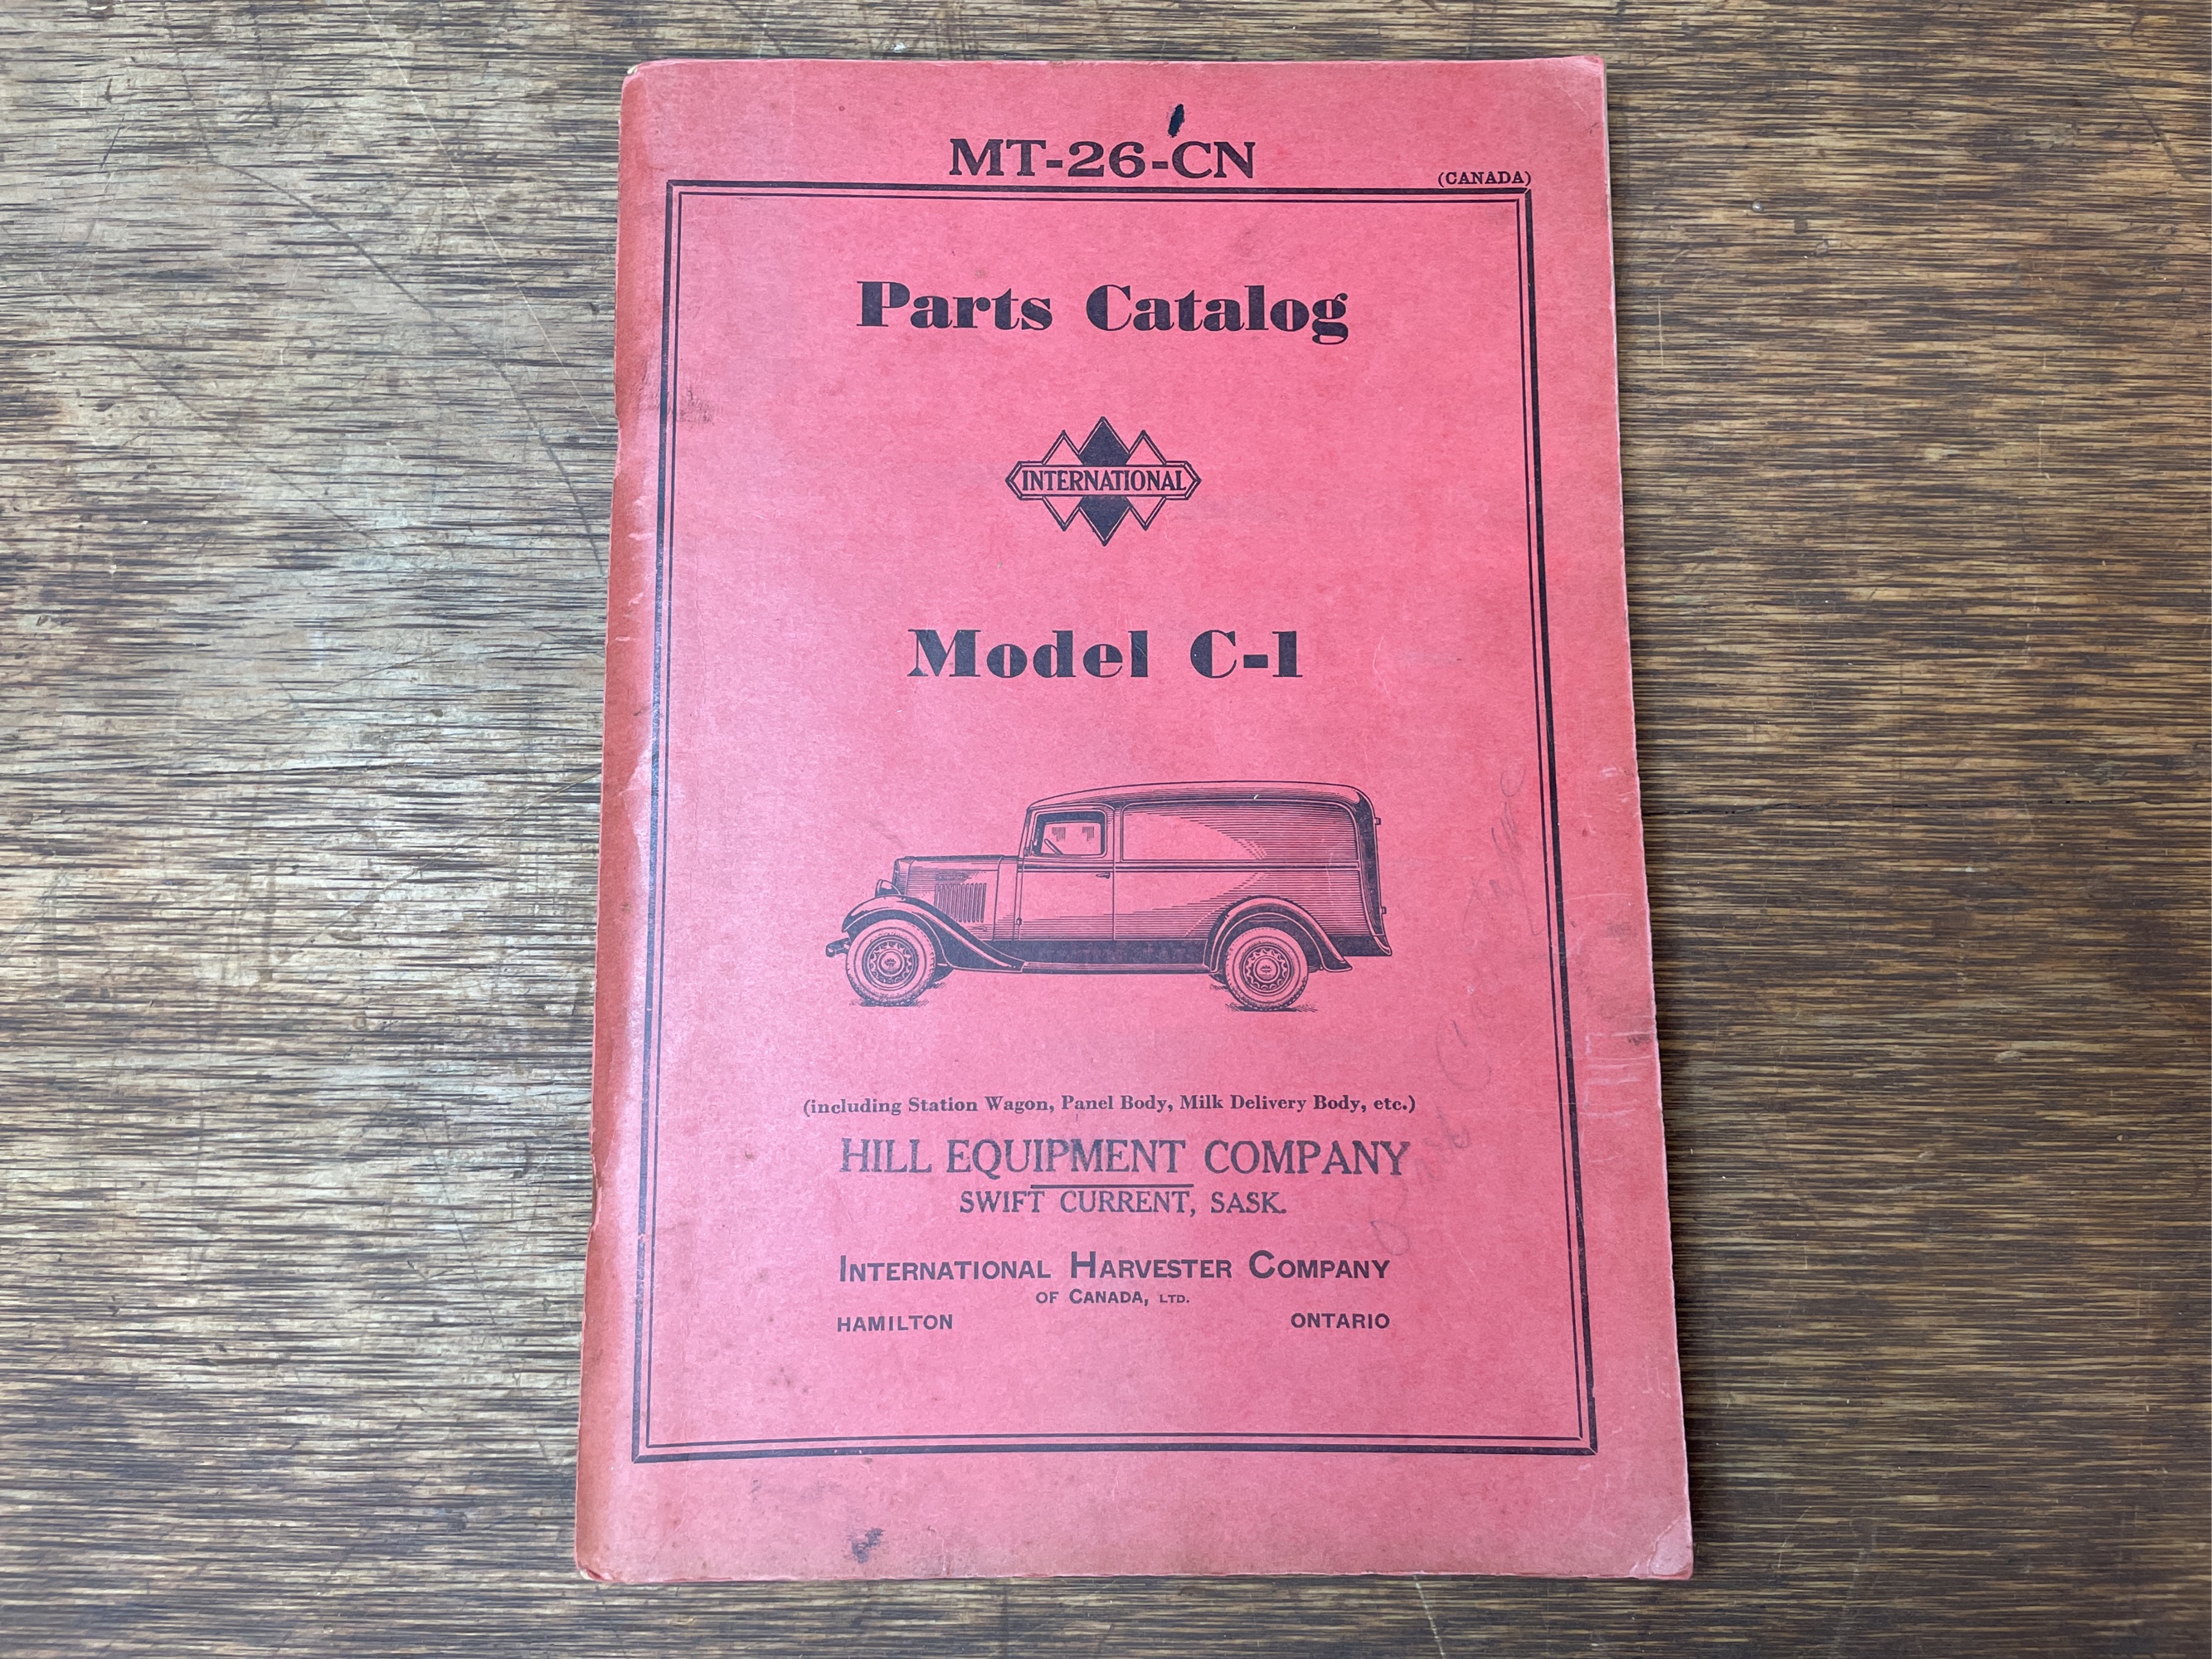 MT-26-CN
(CANADA)
Parts Catalog
INTERNATIONAL
Model C-1
(including Station Wagon, Panel Body, Milk Delivery Body, etc.)
HILL EQUIPMENT COMPANY
SWIFT CURRENT, SASK.
INTERNATIONAL HARVESTER COMPANY
OF CANADA, LTD.
HAMILTON ONTARIO